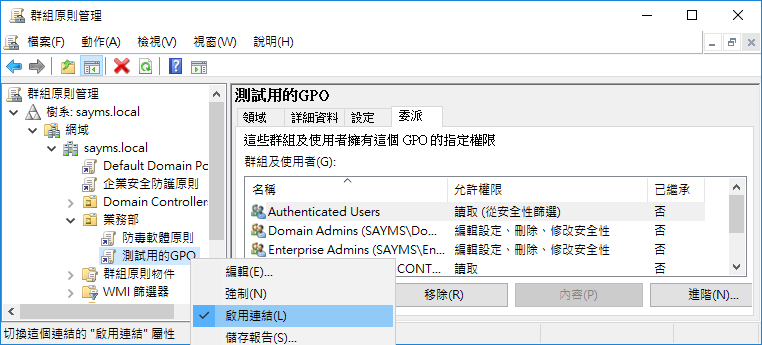 群組原則管理
檔案(F) 動作(A) 檢視(V) 視窗(W) 說明(H)
群組原則管理
樹系: sayms.local
網域
sayms.local
Default Domain Po
企業安全防護原則
Domain Controllers
業務部
防毒軟體原則
測試用的GPO
群組原則物件
WMI 篩選器
測試用的GPO
領域 詳細資料 設定 委派
這些群組及使用者擁有這個 GPO 的指定權限
群組及使用者(G):
名稱 允許權限 已繼承
Authenticated Users 讀取 (從安全性篩選) 否
Domain Admins (SAYMS\Do... 編輯設定、刪除、修改安全性 否
Enterprise Admins (SAYMS\En... 編輯設定、刪除、修改安全性 否
CONT... 讀取 否
移除(R) 內容(P) 進階(N)...
編輯(E)...
強制(N)
啟用連結(L)
儲存報告(S)...
切換這個連結的 "啟用連結" 屬性